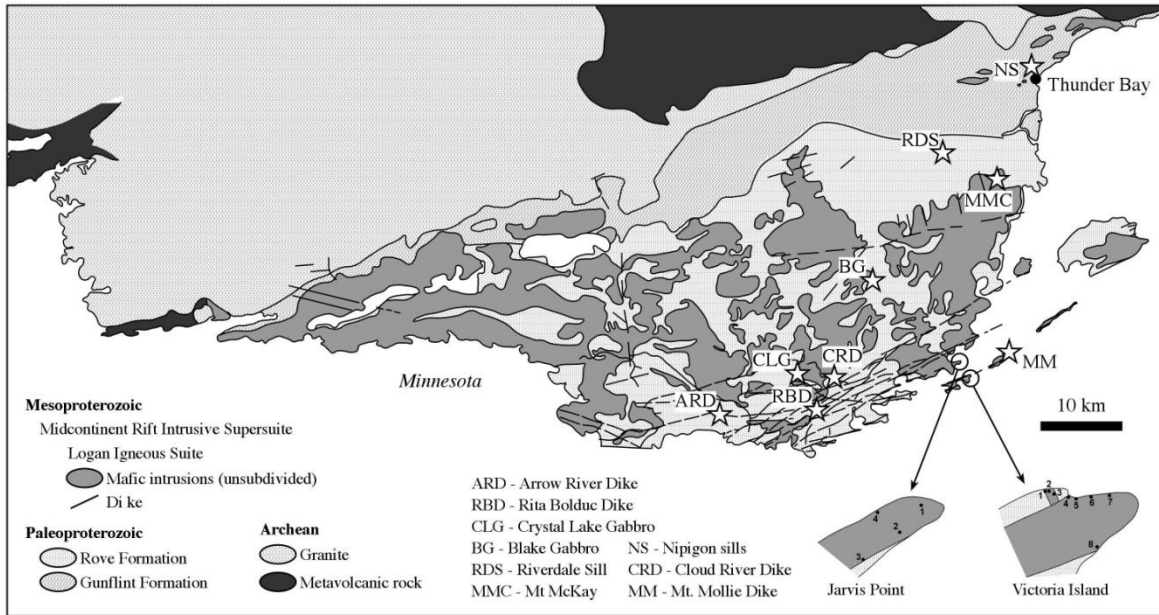 NS
Thunder Bay
RDS
MMC
BG
CLG
CRD
MM
Minnesota
ARD
RBD
10 km
Mesoproterozoic
Midcontinent Rift Intrusive Supersuite
Logan Igneous Suite
Mafic intrusions (unsubdivided)
Di ke
Paleoproterozoic
Rove Formation
Gunflint Formation
Archean
Granite
Metavolcanic rock
ARD - Arrow River Dike
RBD - Rita Bolduc Dike
CLG - Crystal Lake Gabbro
BG - Blake Gabbro
RDS - Riverdale Sill
MMC - Mt McKay
NS - Nipigon sills
CRD - Cloud River Dike
MM - Mt. Mollie Dike
4
1
2
3
Jarvis Point
1
2
3
4
5
6
7
8
Victoria Island